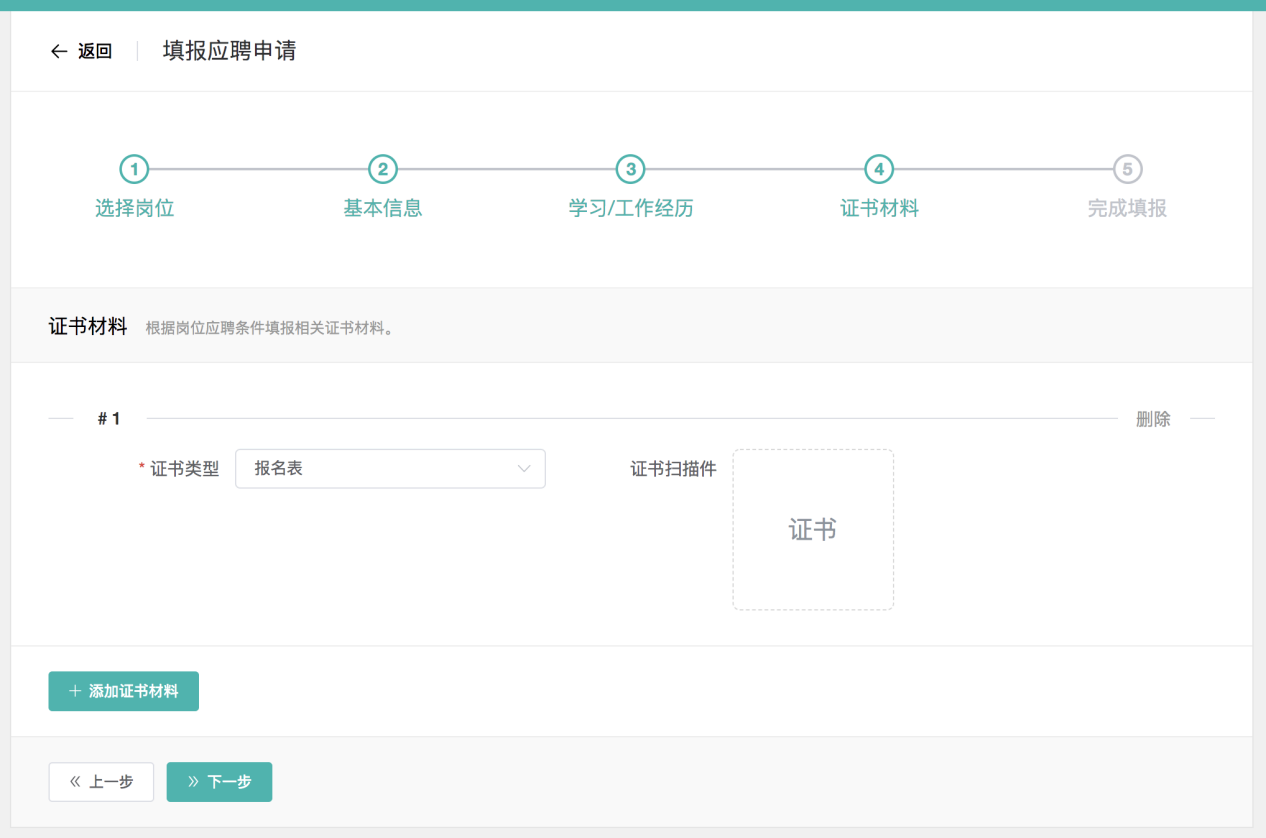 ← 返回 填报应聘申请
1 2 3 4 5
选择岗位 基本信息 学习/工作经历 证书材料 完成填报
证书材料 根据岗位应聘条件填报相关证书材料。
# 1 删除
* 证书类型 报名表 证书扫描件
证书
+ 添加证书材料
« 上一步 » 下一步